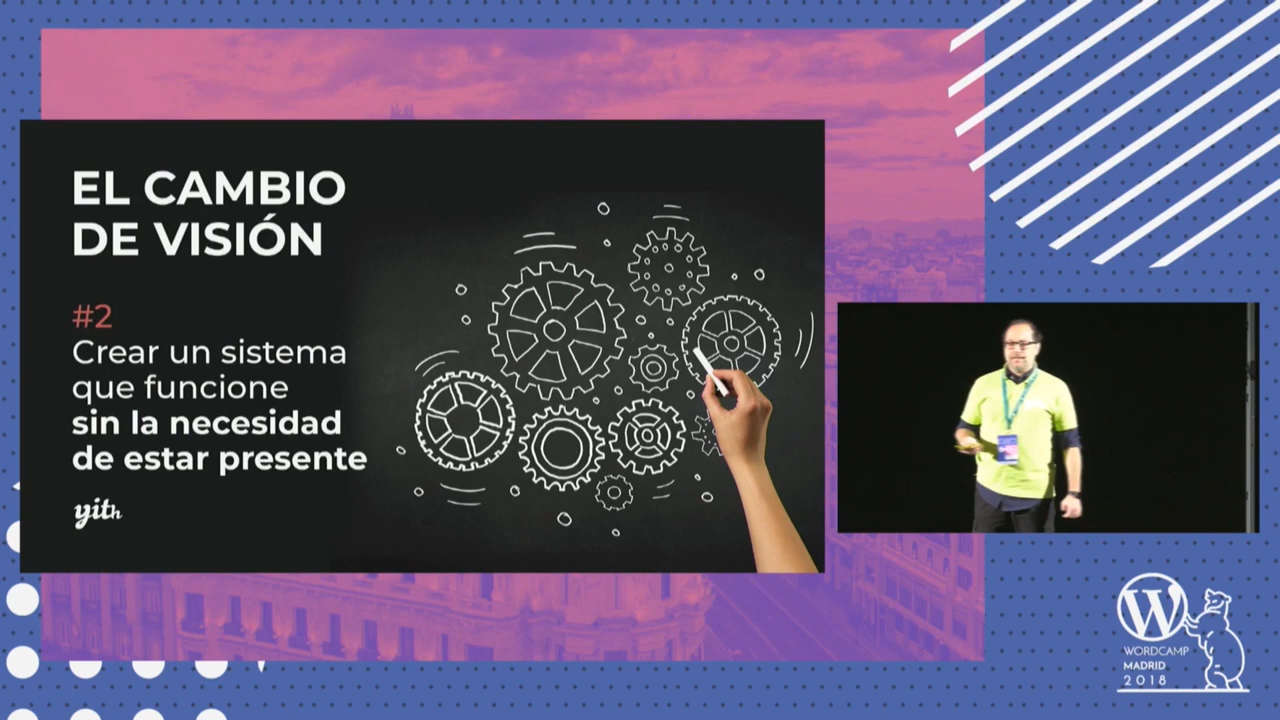 EL CAMBIO
DE VISIÓN
#2
Crear un sistema
que funcione
sin la necesidad
de estar presente
yith
WORDCAMP
MADRID
2018